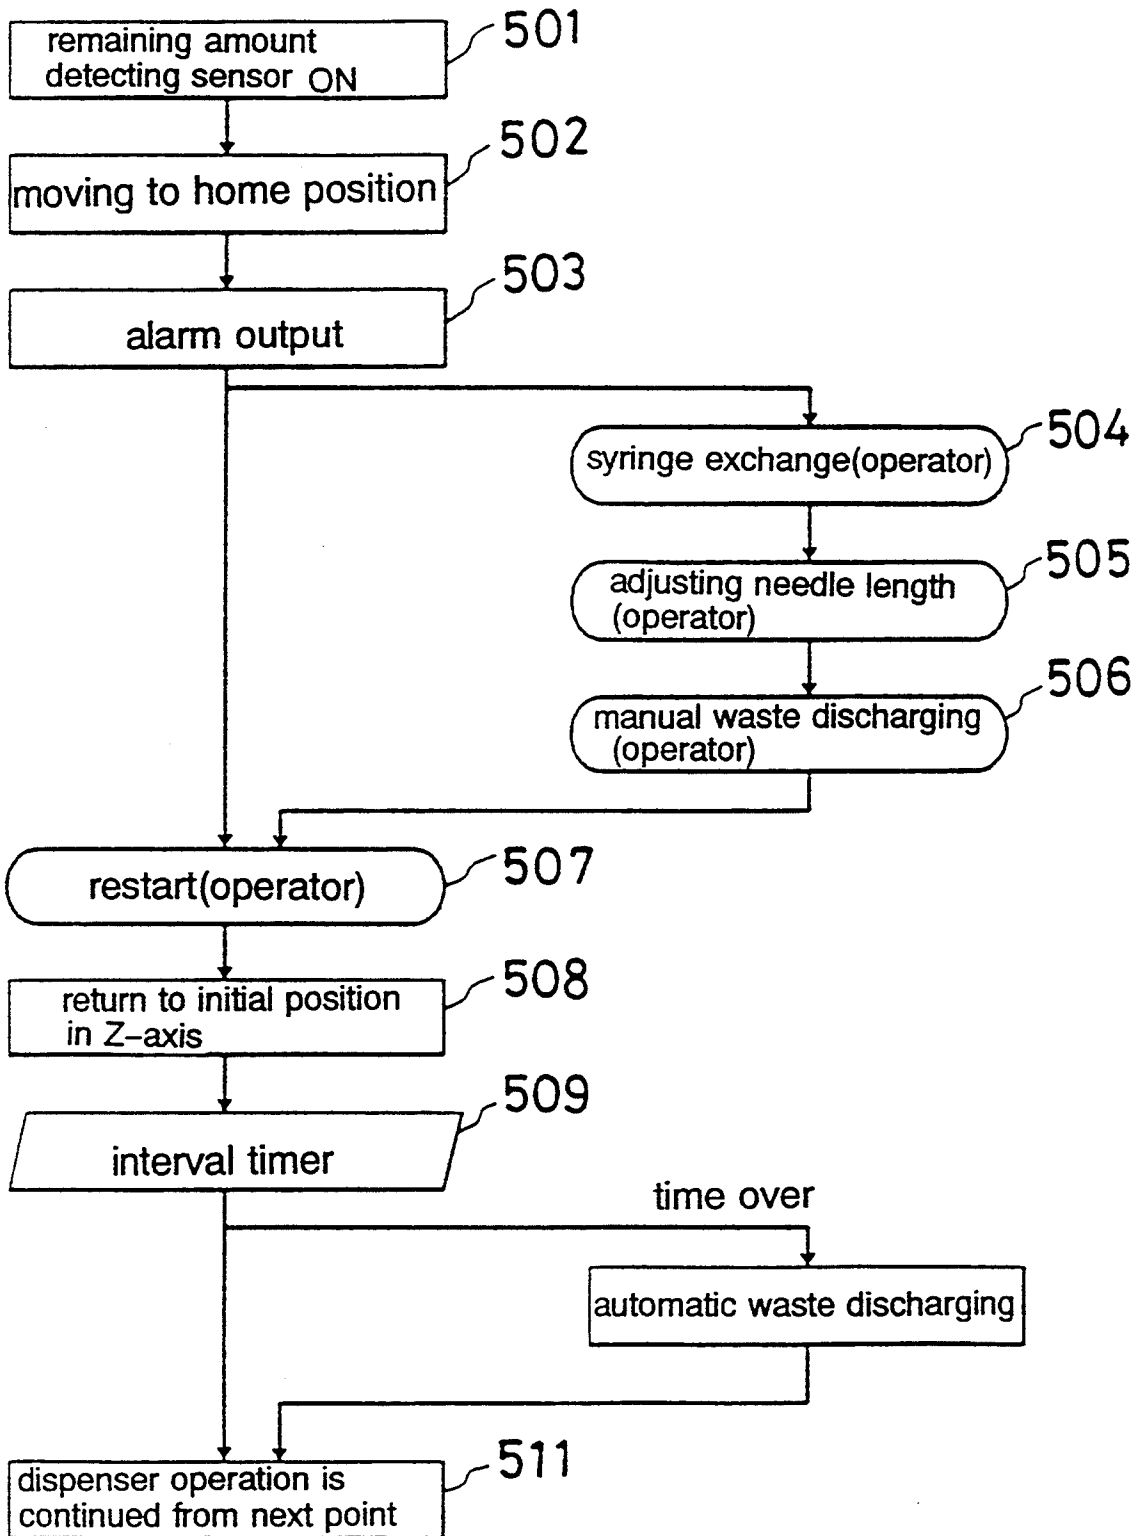 remaining amount
detecting sensor ON
501
moving to home position
502
alarm output
503
syringe exchange(operator)
504
adjusting needle length
(operator)
505
manual waste discharging
(operator)
506
restart(operator)
507
return to initial position
in Z-axis
508
interval timer
509
time over
automatic waste discharging
dispenser operation is
continued from next point
511